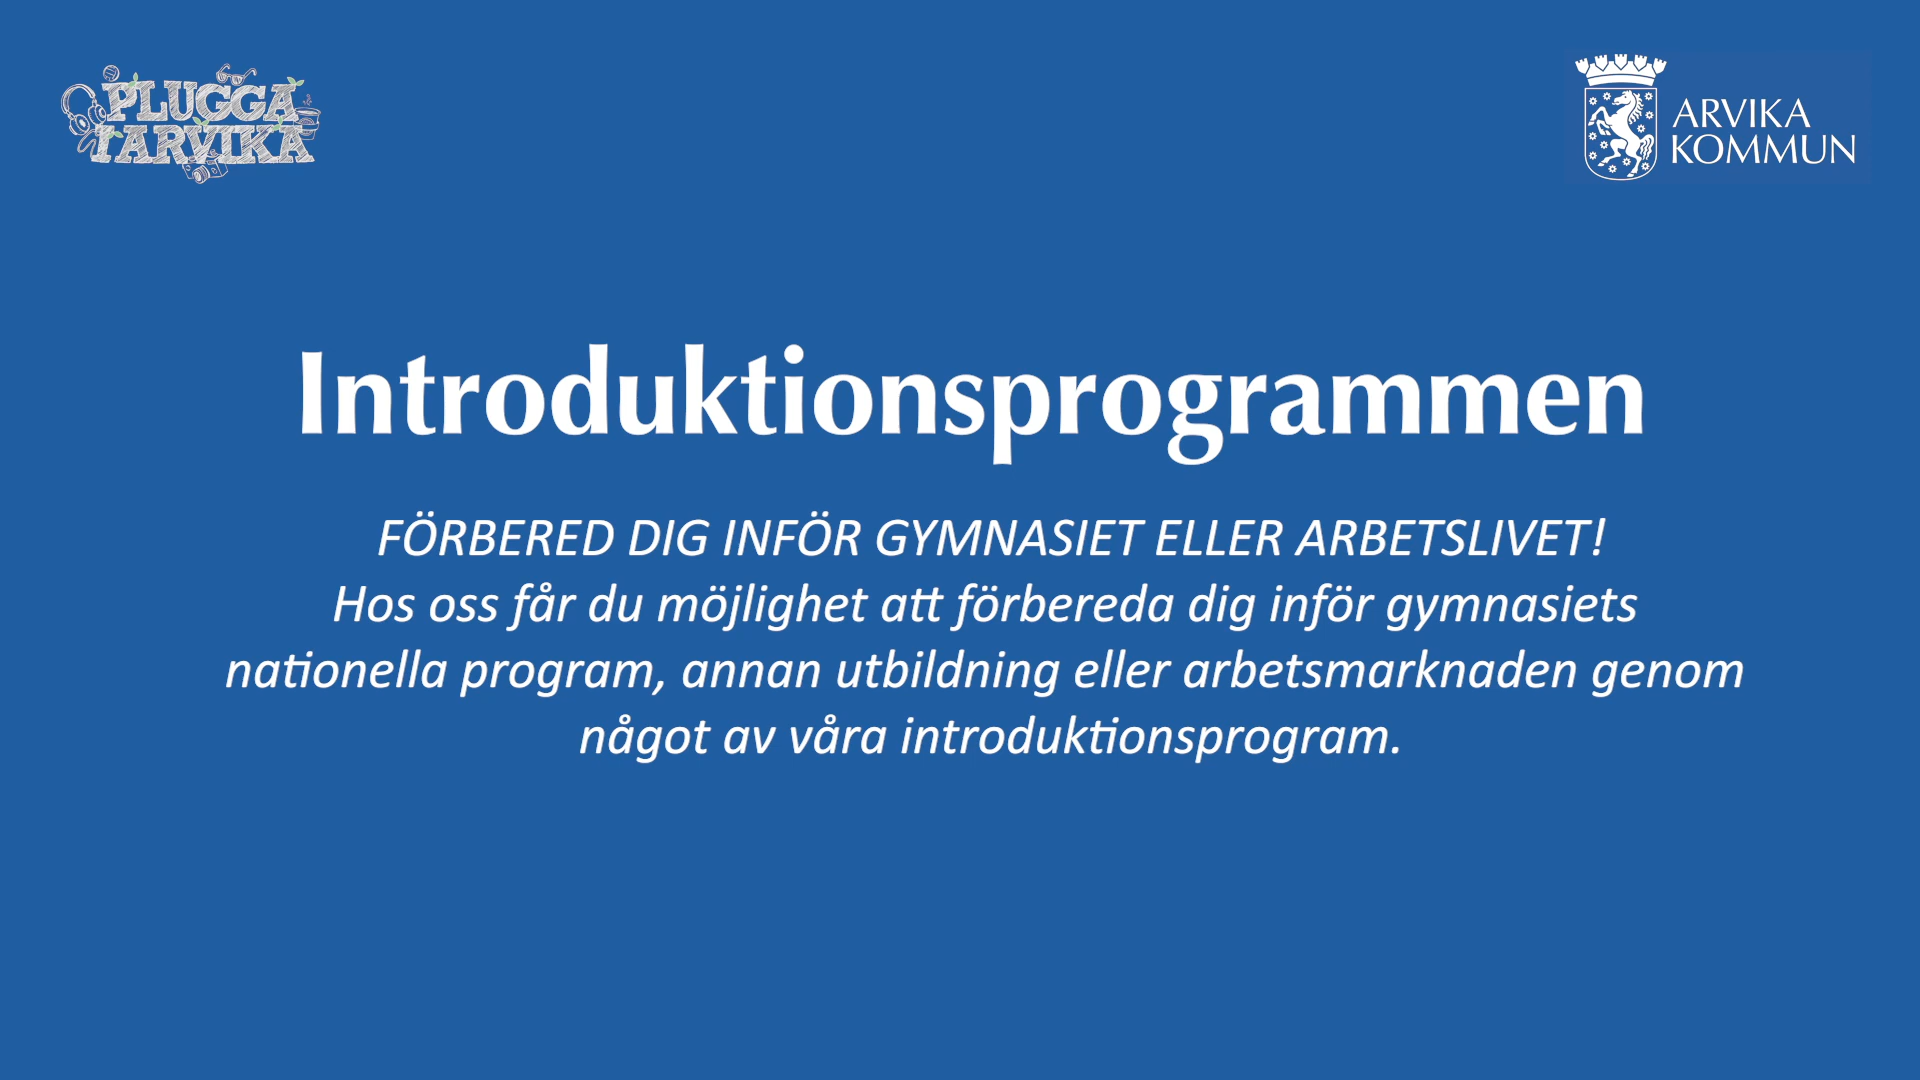 PLUGGA
I ARVIKA
ARVIKA
KOMMUN
Introduktionsprogrammen
FÖRBERED DIG INFÖR GYMNASIET ELLER ARBETSLIVET!
Hos oss får du möjlighet att förbereda dig inför gymnasiets
nationella program, annan utbildning eller arbetsmarknaden genom
något av våra introduktionsprogram.